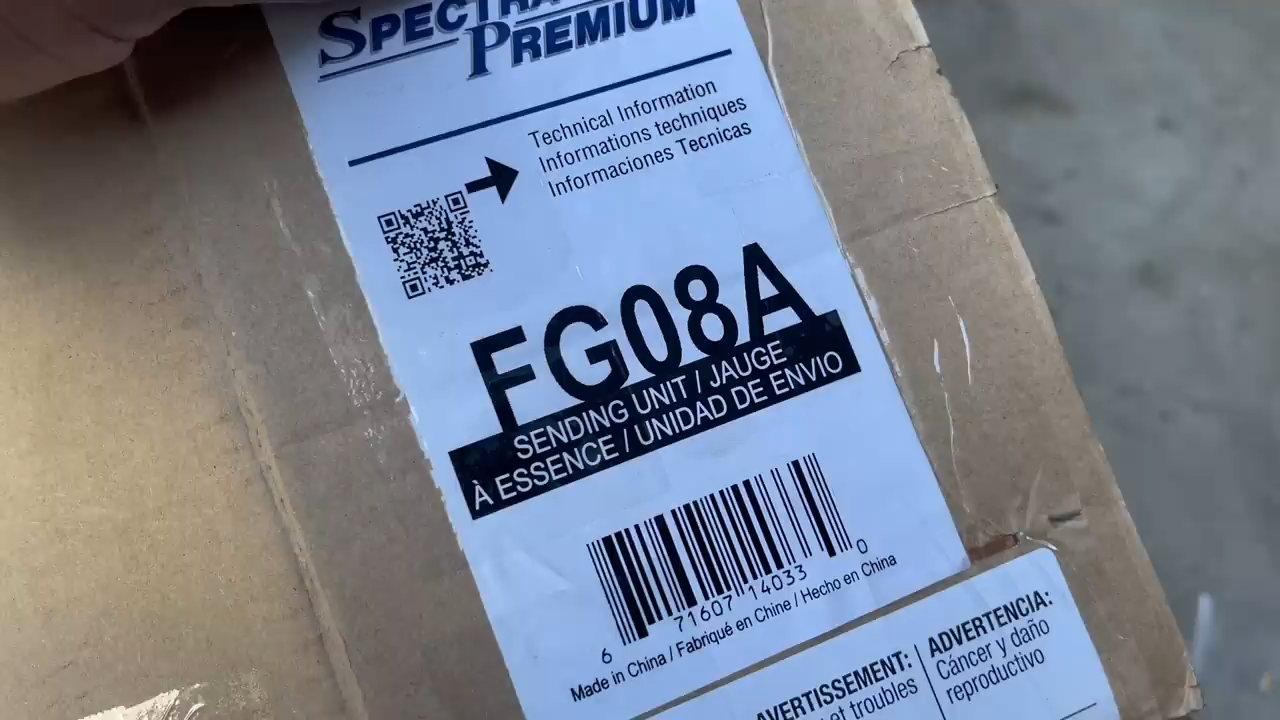 SPECTRA
PREMIUM
Technical Information
Informations techniques
Informaciones Tecnicas
FG08A
SENDING UNIT / JAUGE
À ESSENCE / UNIDAD DE ENVIO
6 71607 14033 0
Made in China / Fabriqué en Chine / Hecho en China
AVERTISSEMENT:
et troubles
ADVERTENCIA:
Cáncer y daño
reproductivo